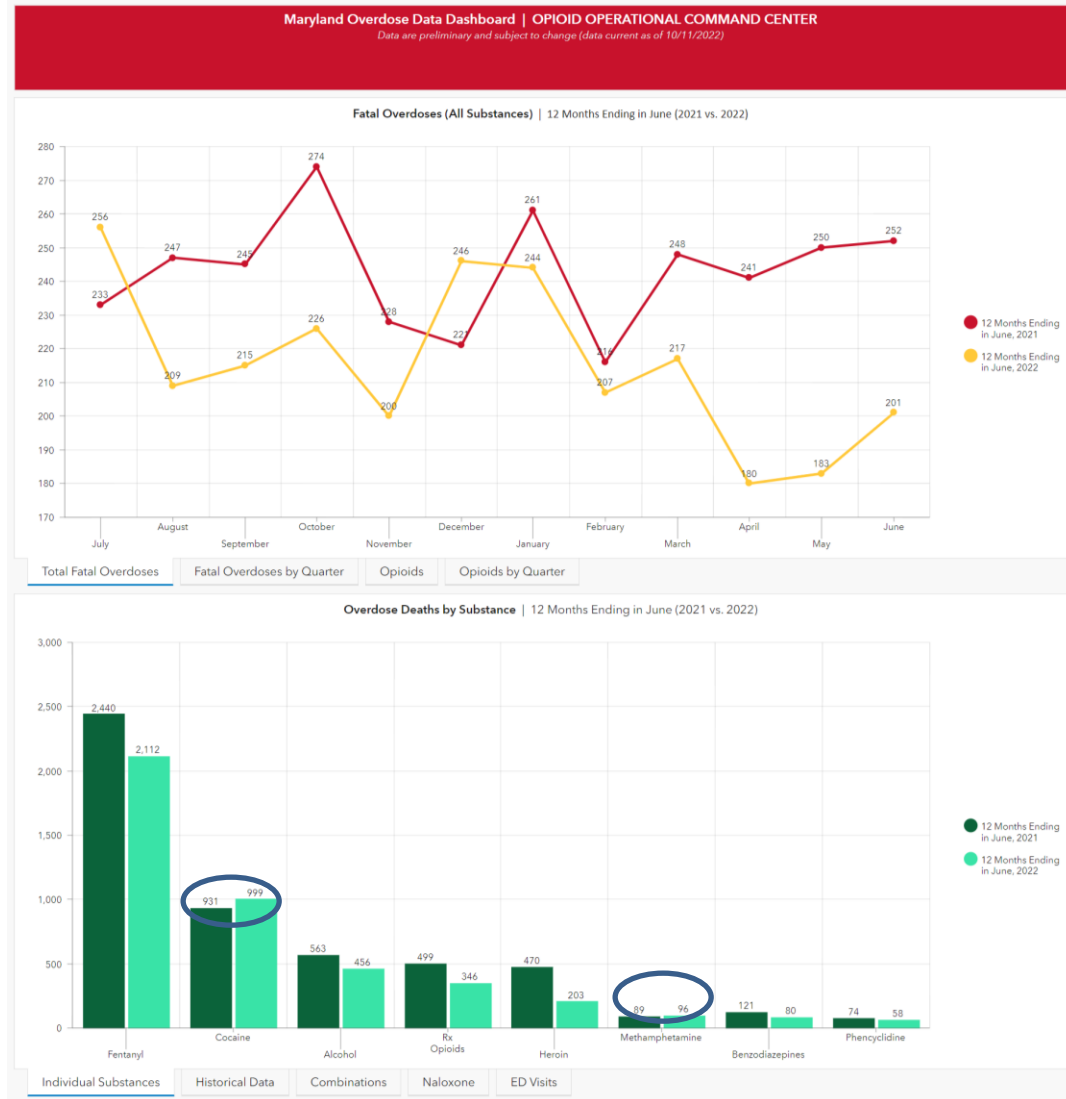 Maryland Overdose Data Dashboard | OPIOID OPERATIONAL COMMAND CENTER
Data are preliminary and subject to change (data current as of 10/11/2022)
Fatal Overdoses (All Substances) | 12 Months Ending in June (2021 vs. 2022)
280
270
260
250
240
230
220
210
200
190
180
170
233
247
245
274
228
221
261
216
248
241
250
252
256
209
215
226
200
246
244
207
217
180
183
201
July
August
September
October
November
December
January
February
March
April
May
June
12 Months Ending
in June, 2021
12 Months Ending
in June, 2022
Total Fatal Overdoses
Fatal Overdoses by Quarter
Opioids
Opioids by Quarter
Overdose Deaths by Substance | 12 Months Ending in June (2021 vs. 2022)
3,000
2,500
2,000
1,500
1,000
500
0
2,440
2,112
931
999
563
456
499
346
470
203
89
96
121
80
74
58
Fentanyl
Cocaine
Alcohol
Rx
Opioids
Heroin
Methamphetamine
Benzodiazepines
Phencyclidine
12 Months Ending
in June, 2021
12 Months Ending
in June, 2022
Individual Substances
Historical Data
Combinations
Naloxone
ED Visits